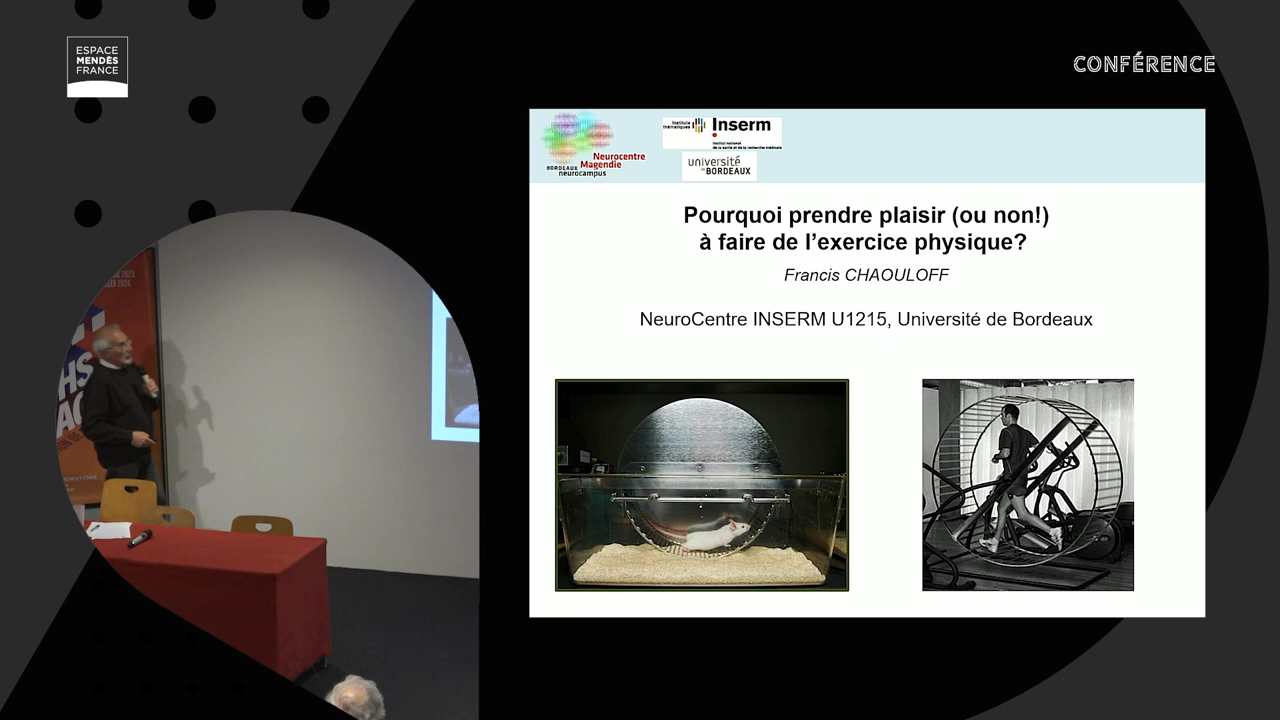 ESPACE
MENDÈS
FRANCE
CONFÉRENCE
Neurocentre
Magendie
BORDEAUX
neurocampus
Instituts
thématiques
Inserm
Institut national
de la santé et de la recherche médicale
université
de BORDEAUX
Pourquoi prendre plaisir (ou non!)
à faire de l'exercice physique?
Francis CHAOULOFF
NeuroCentre INSERM U1215, Université de Bordeaux